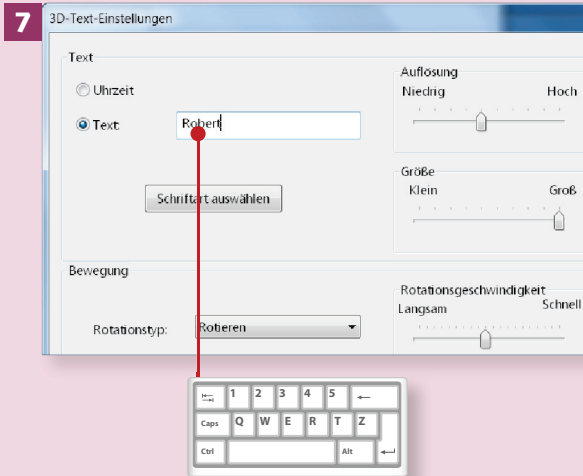 7
3D-Text-Einstellungen
Text
Uhrzeit
Text:
Robert
Schriftart auswählen
Auflösung
Niedrig Hoch
Größe
Klein Groß
Bewegung
Rotationstyp:
Rotieren
Rotationsgeschwindigkeit
Langsam Schnell
1 2 3 4 5
Caps Q W E R T Z
Ctrl Alt